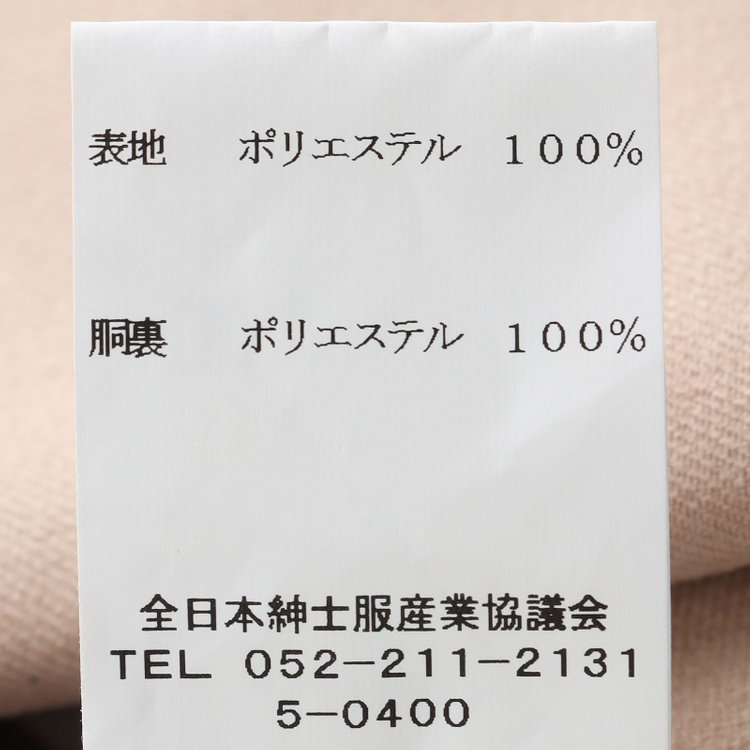 表地 ポリエステル 100%
胴裏 ポリエステル 100%
全日本紳士服産業協議会
TEL 052-211-2131
5-0400